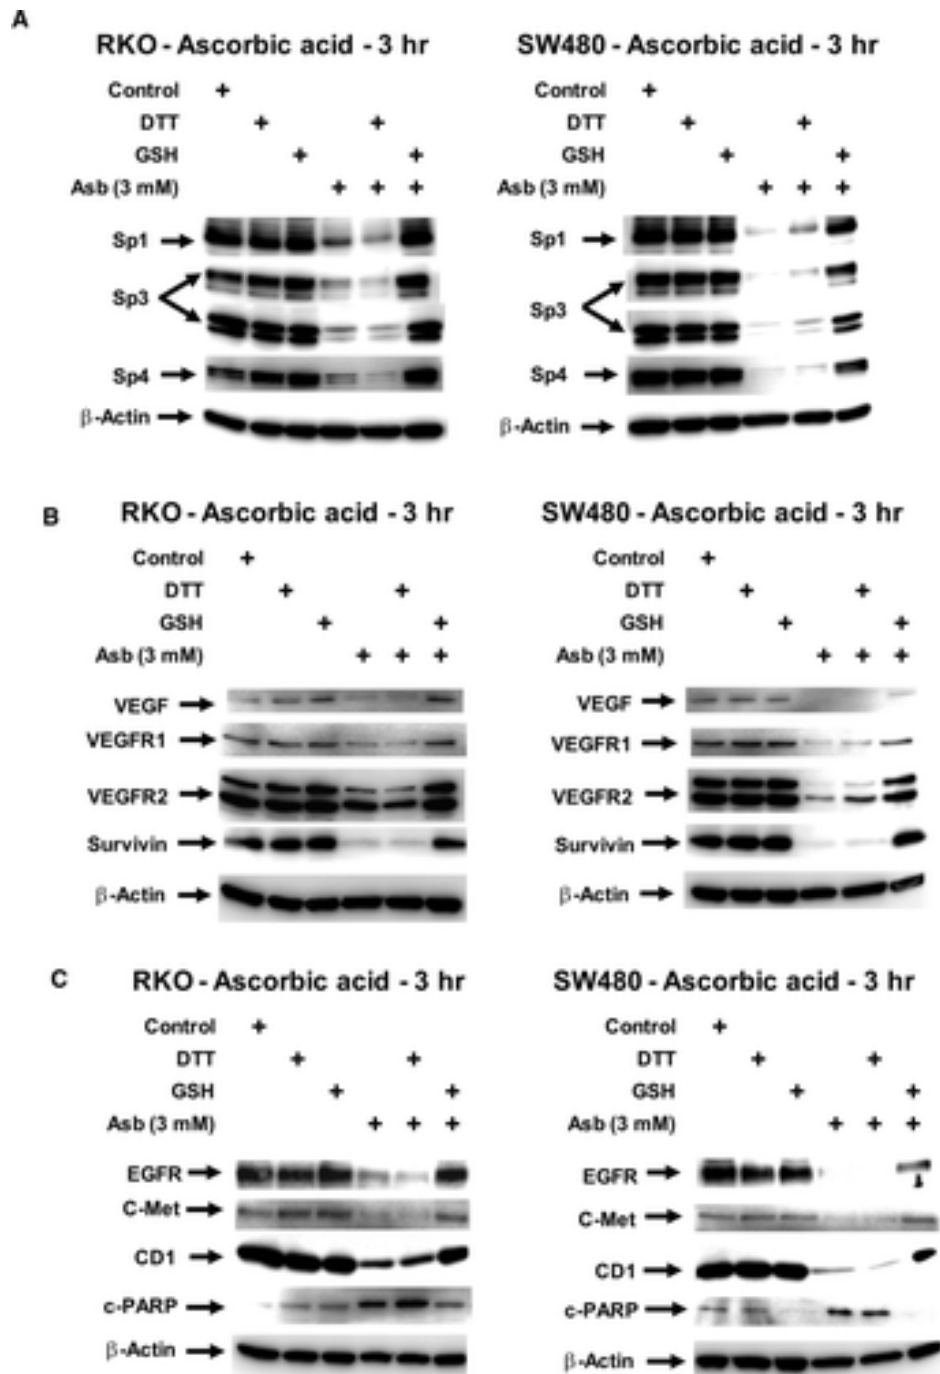 A
RKO - Ascorbic acid - 3 hr
Control +
DTT + +
GSH + +
Asb (3 mM) + + +
Sp1
Sp3
Sp4
β-Actin
SW480 - Ascorbic acid - 3 hr
Control +
DTT + +
GSH + +
Asb (3 mM) + + +
Sp1
Sp3
Sp4
β-Actin
B
RKO - Ascorbic acid - 3 hr
Control +
DTT + +
GSH + +
Asb (3 mM) + + +
VEGF
VEGFR1
VEGFR2
Survivin
β-Actin
SW480 - Ascorbic acid - 3 hr
Control +
DTT + +
GSH + +
Asb (3 mM) + + +
VEGF
VEGFR1
VEGFR2
Survivin
β-Actin
C
RKO - Ascorbic acid - 3 hr
Control +
DTT + +
GSH + +
Asb (3 mM) + + +
EGFR
C-Met
CD1
c-PARP
β-Actin
SW480 - Ascorbic acid - 3 hr
Control +
DTT + +
GSH + +
Asb (3 mM) + + +
EGFR
C-Met
CD1
c-PARP
β-Actin